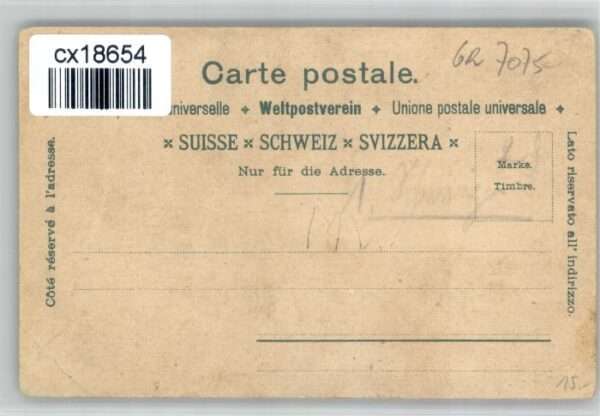 cx18654
GR 7075
Carte postale.
universelle + Weltpostverein + Unione postale universale +
× SUISSE × SCHWEIZ × SVIZZERA ×
Nur für die Adresse.
Marke.
Timbre.
Côté réservé à l'adresse.
Lato riservato all' indirizzo.
15.-